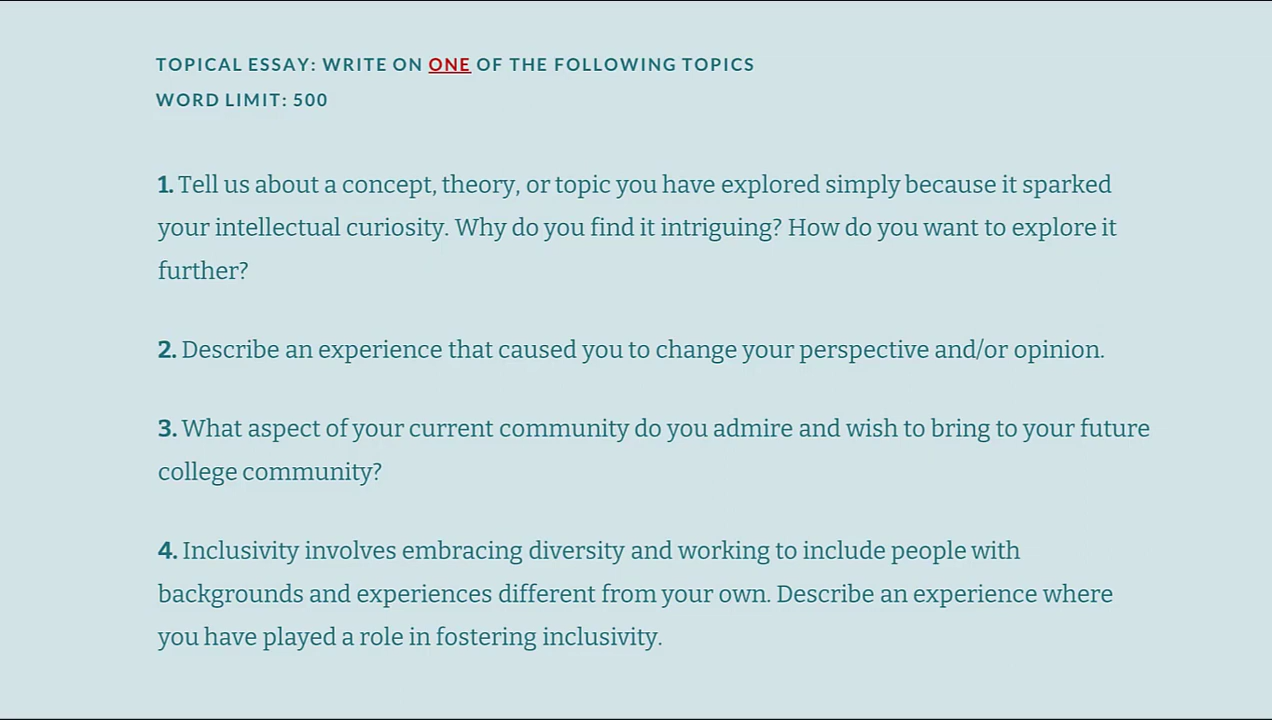 TOPICAL ESSAY: WRITE ON ONE OF THE FOLLOWING TOPICS
WORD LIMIT: 500
1. Tell us about a concept, theory, or topic you have explored simply because it sparked
your intellectual curiosity. Why do you find it intriguing? How do you want to explore it
further?
2. Describe an experience that caused you to change your perspective and/or opinion.
3. What aspect of your current community do you admire and wish to bring to your future
college community?
4. Inclusivity involves embracing diversity and working to include people with
backgrounds and experiences different from your own. Describe an experience where
you have played a role in fostering inclusivity.